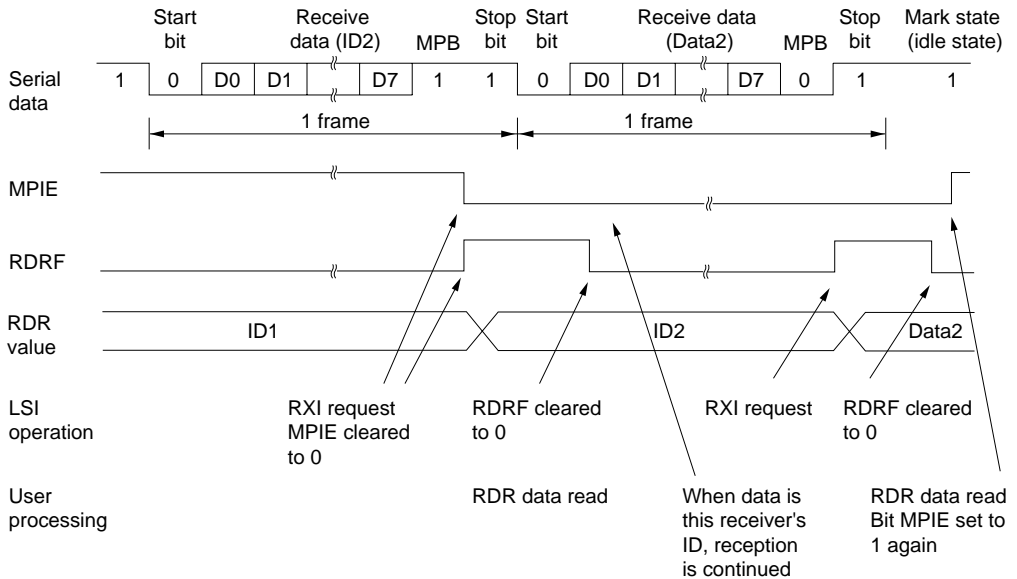 Start bit
Receive data (ID2)
MPB
Stop bit
Start bit
Receive data (Data2)
MPB
Stop bit
Mark state (idle state)
Serial data
1 0 D0 D1 D7 1 1 0 D0 D1 D7 0 1 1
1 frame 1 frame
MPIE
RDRF
RDR value
ID1 ID2 Data2
LSI operation
RXI request
MPIE cleared
to 0
RDRF cleared
to 0
RXI request
RDRF cleared
to 0
User processing
RDR data read
When data is
this receiver's
ID, reception
is continued
RDR data read
Bit MPIE set to
1 again